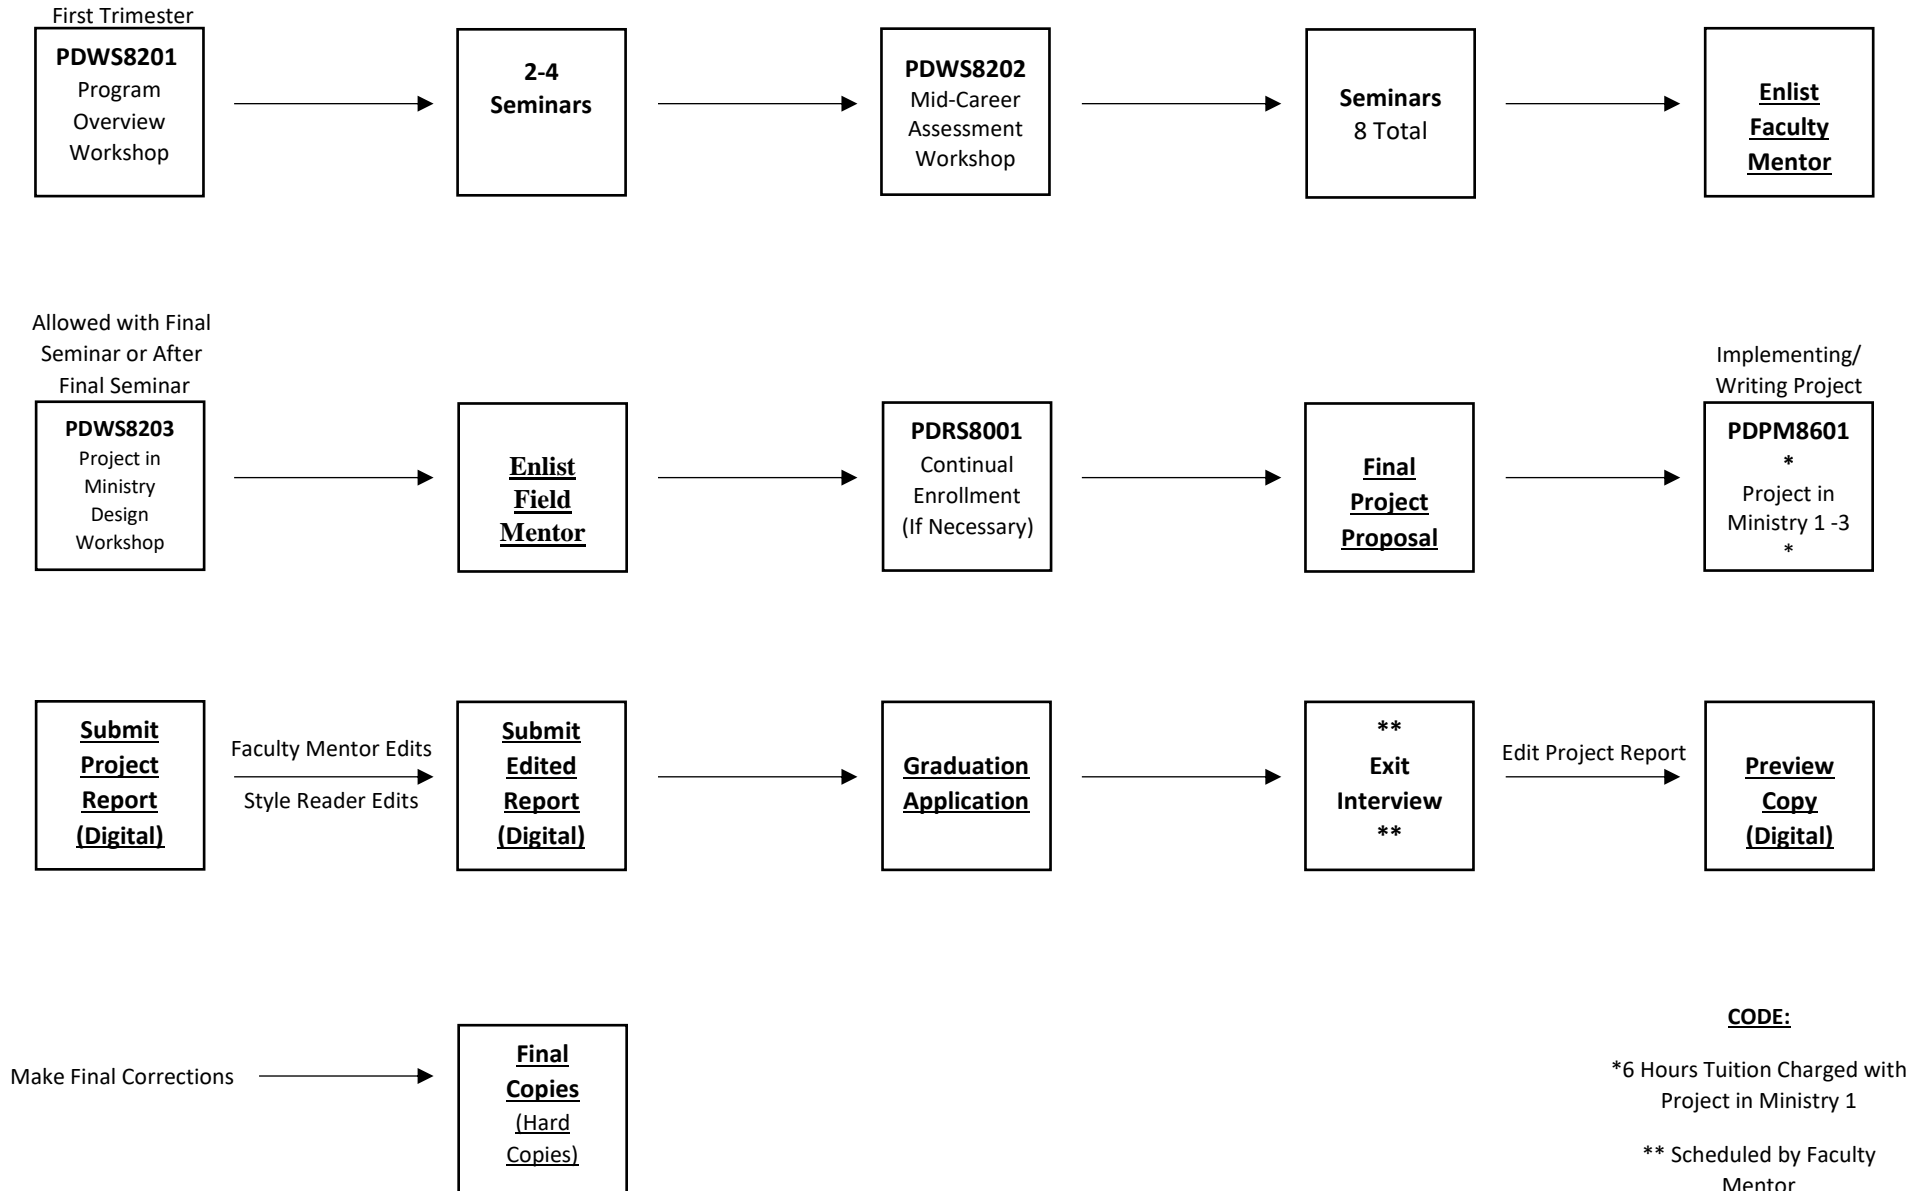 First Trimester
PDWS8201
Program
Overview
Workshop
2-4
Seminars
PDWS8202
Mid-Career
Assessment
Workshop
Seminars
8 Total
Enlist
Faculty
Mentor
Allowed with Final
Seminar or After
Final Seminar
PDWS8203
Project in
Ministry
Design
Workshop
Enlist
Field
Mentor
PDRS8001
Continual
Enrollment
(If Necessary)
Final
Project
Proposal
Implementing/
Writing Project
PDPM8601
*
Project in
Ministry 1 -3
*
Submit
Project
Report
(Digital)
Faculty Mentor Edits
Style Reader Edits
Submit
Edited
Report
(Digital)
Graduation
Application
**
Exit
Interview
**
Edit Project Report
Preview
Copy
(Digital)
Make Final Corrections
Final
Copies
(Hard
Copies)
CODE:
*6 Hours Tuition Charged with
Project in Ministry 1
** Scheduled by Faculty
Mentor